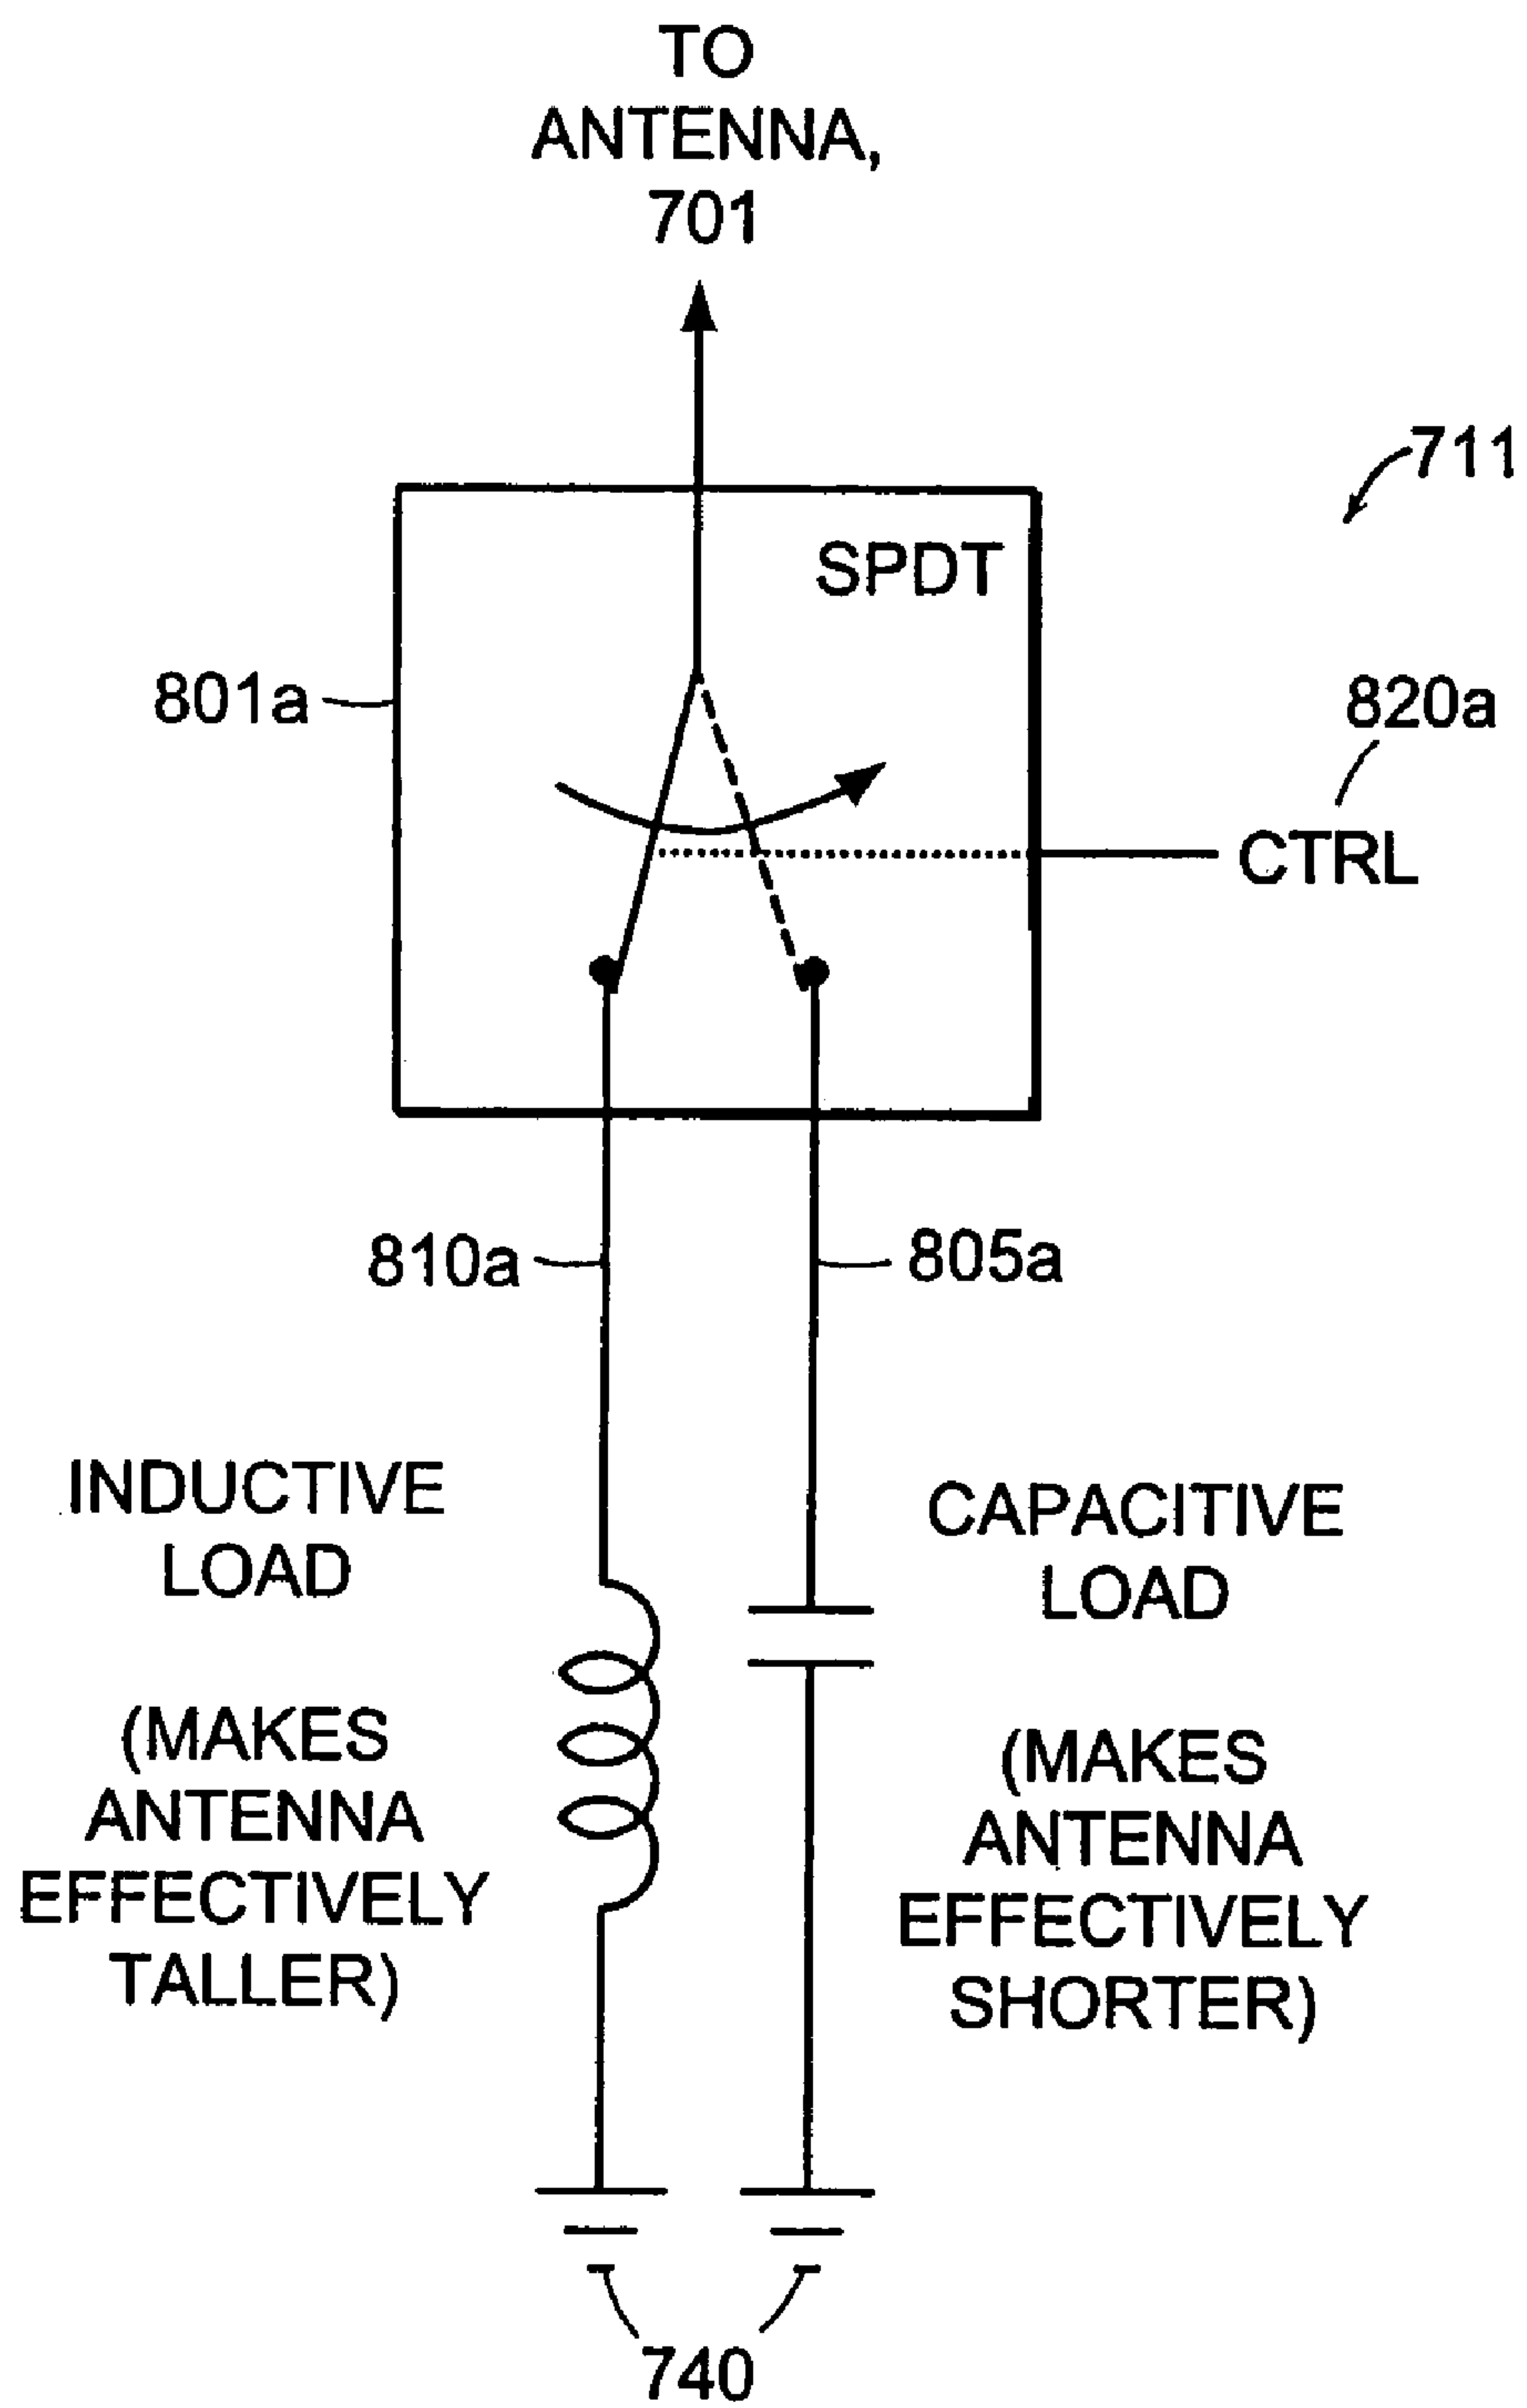 TO
ANTENNA,
701
711
SPDT
801a
820a
CTRL
810a
805a
INDUCTIVE
LOAD
(MAKES
ANTENNA
EFFECTIVELY
TALLER)
CAPACITIVE
LOAD
(MAKES
ANTENNA
EFFECTIVELY
SHORTER)
740